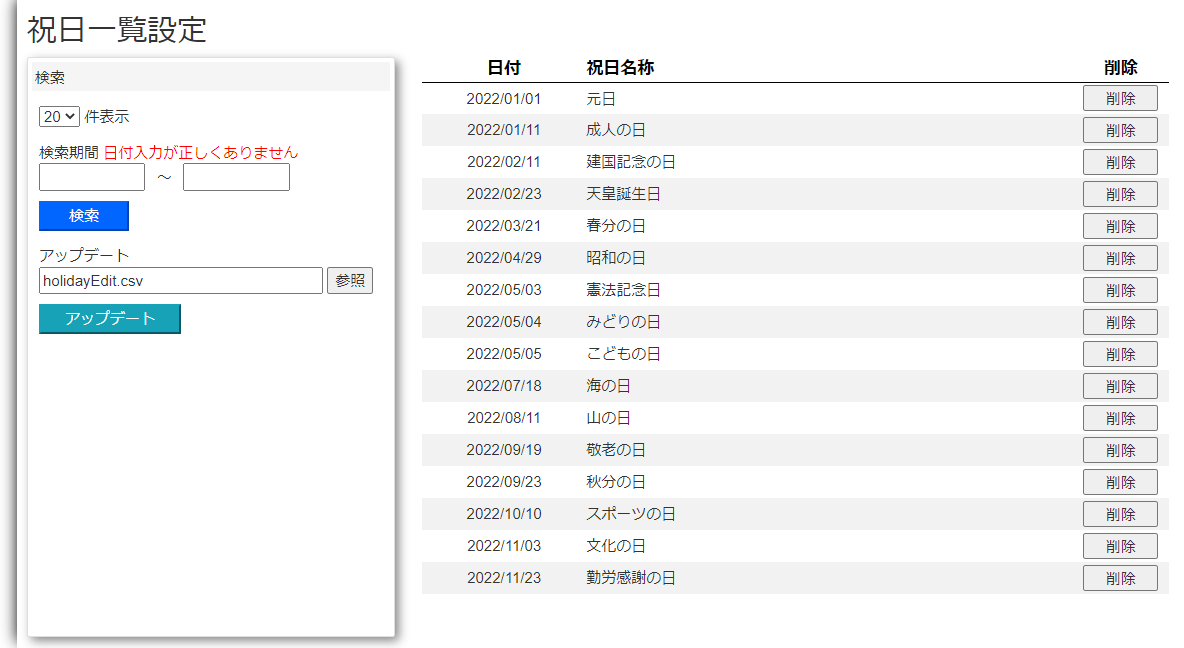 祝日一覧設定
検索
20 件表示
検索期間 日付入力が正しくありません
～
検索
アップデート
holidayEdit.csv 参照
アップデート
日付 祝日名称 削除
2022/01/01 元日 削除
2022/01/11 成人の日 削除
2022/02/11 建国記念の日 削除
2022/02/23 天皇誕生日 削除
2022/03/21 春分の日 削除
2022/04/29 昭和の日 削除
2022/05/03 憲法記念日 削除
2022/05/04 みどりの日 削除
2022/05/05 こどもの日 削除
2022/07/18 海の日 削除
2022/08/11 山の日 削除
2022/09/19 敬老の日 削除
2022/09/23 秋分の日 削除
2022/10/10 スポーツの日 削除
2022/11/03 文化の日 削除
2022/11/23 勤労感謝の日 削除